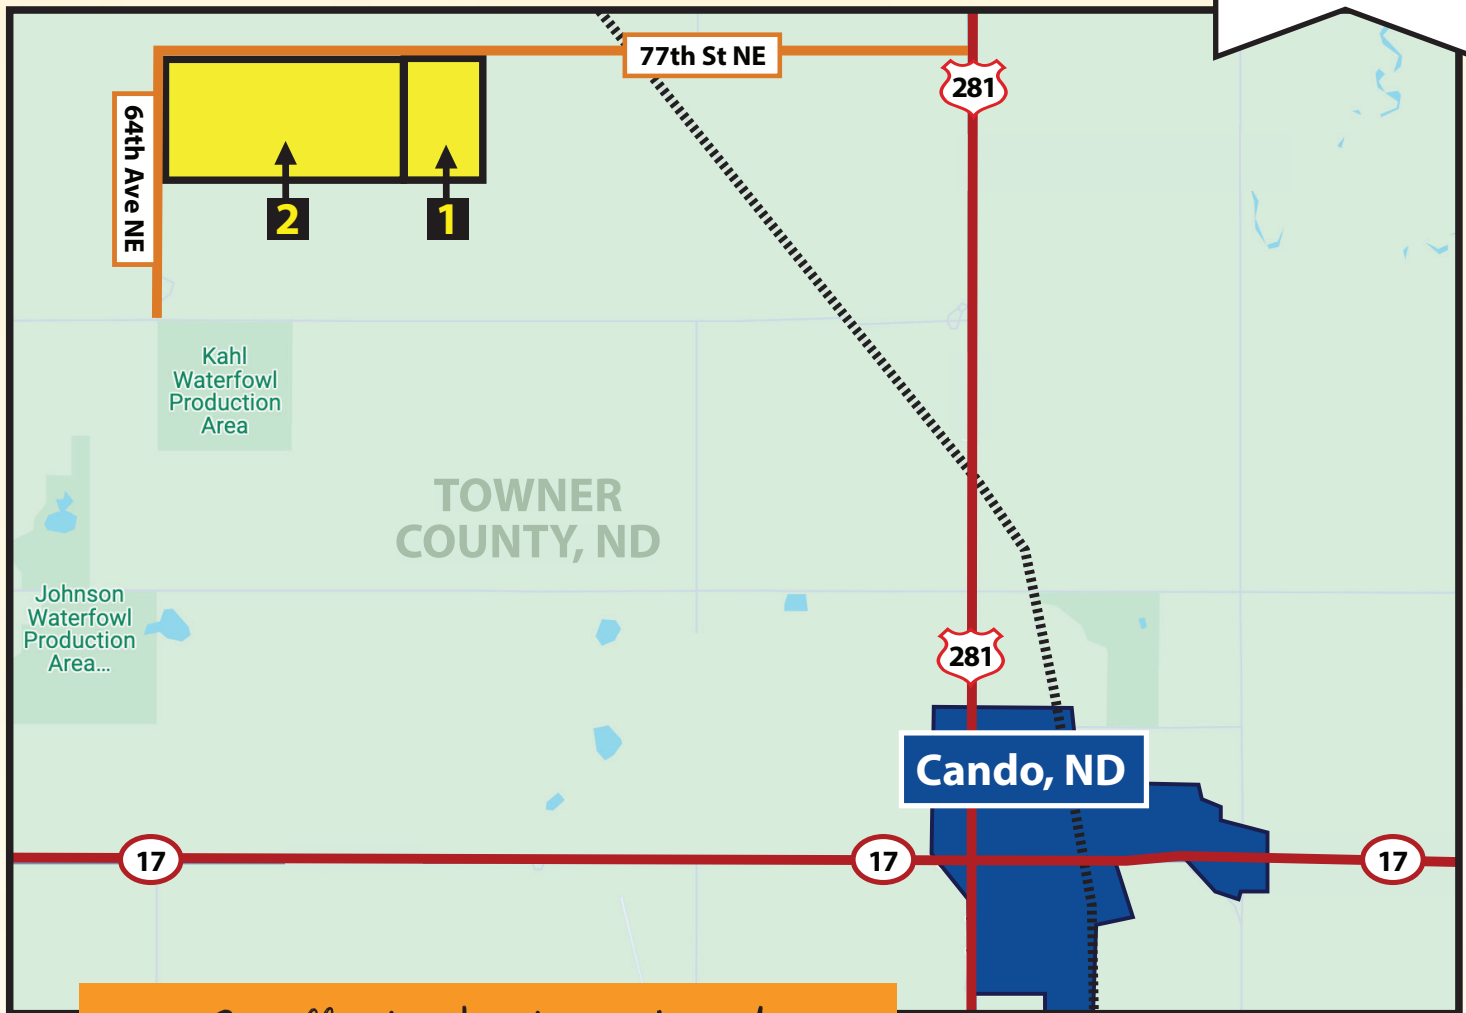 77th St NE
281
64th Ave NE
2
1
Kahl
Waterfowl
Production
Area
TOWNER
COUNTY, ND
Johnson
Waterfowl
Production
Area...
281
Cando, ND
17
17
17